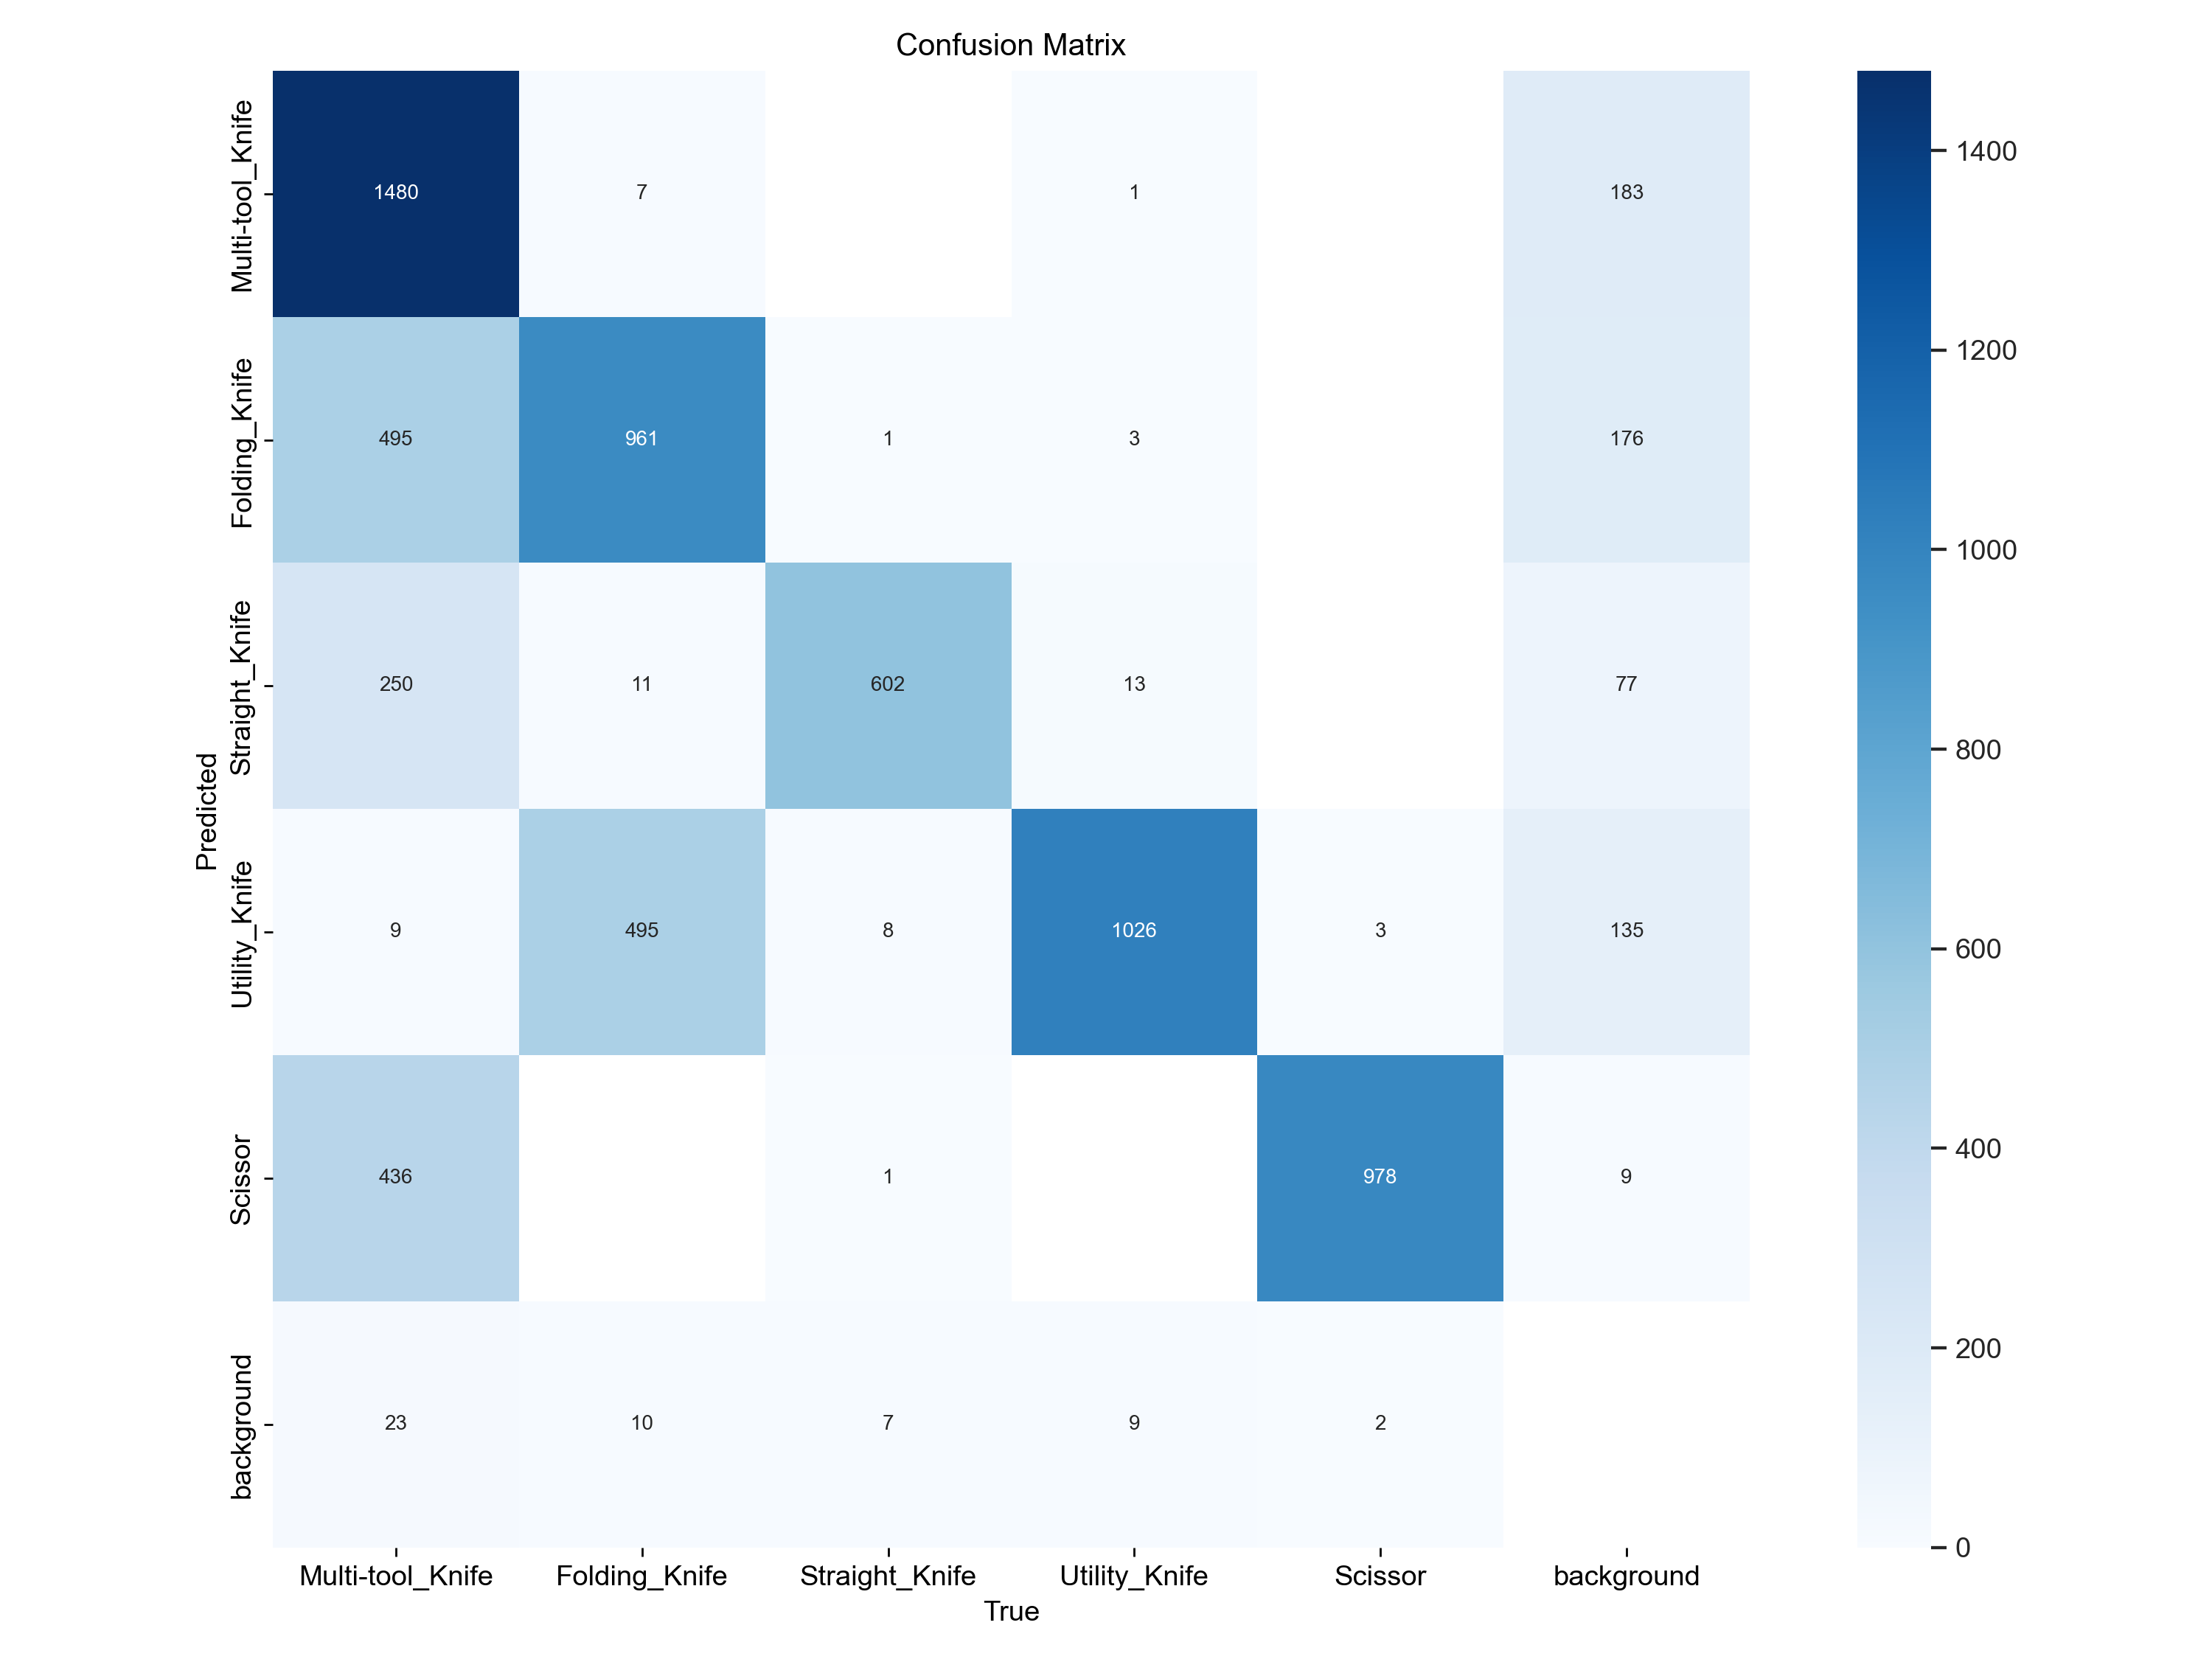 Confusion Matrix
Predicted
Multi-tool_Knife
1480 7 1 183
Folding_Knife
495 961 1 3 176
Straight_Knife
250 11 602 13 77
Utility_Knife
9 495 8 1026 3 135
Scissor
436 1 978 9
background
23 10 7 9 2
Multi-tool_Knife Folding_Knife Straight_Knife Utility_Knife Scissor background
True
1400
1200
1000
800
600
400
200
0